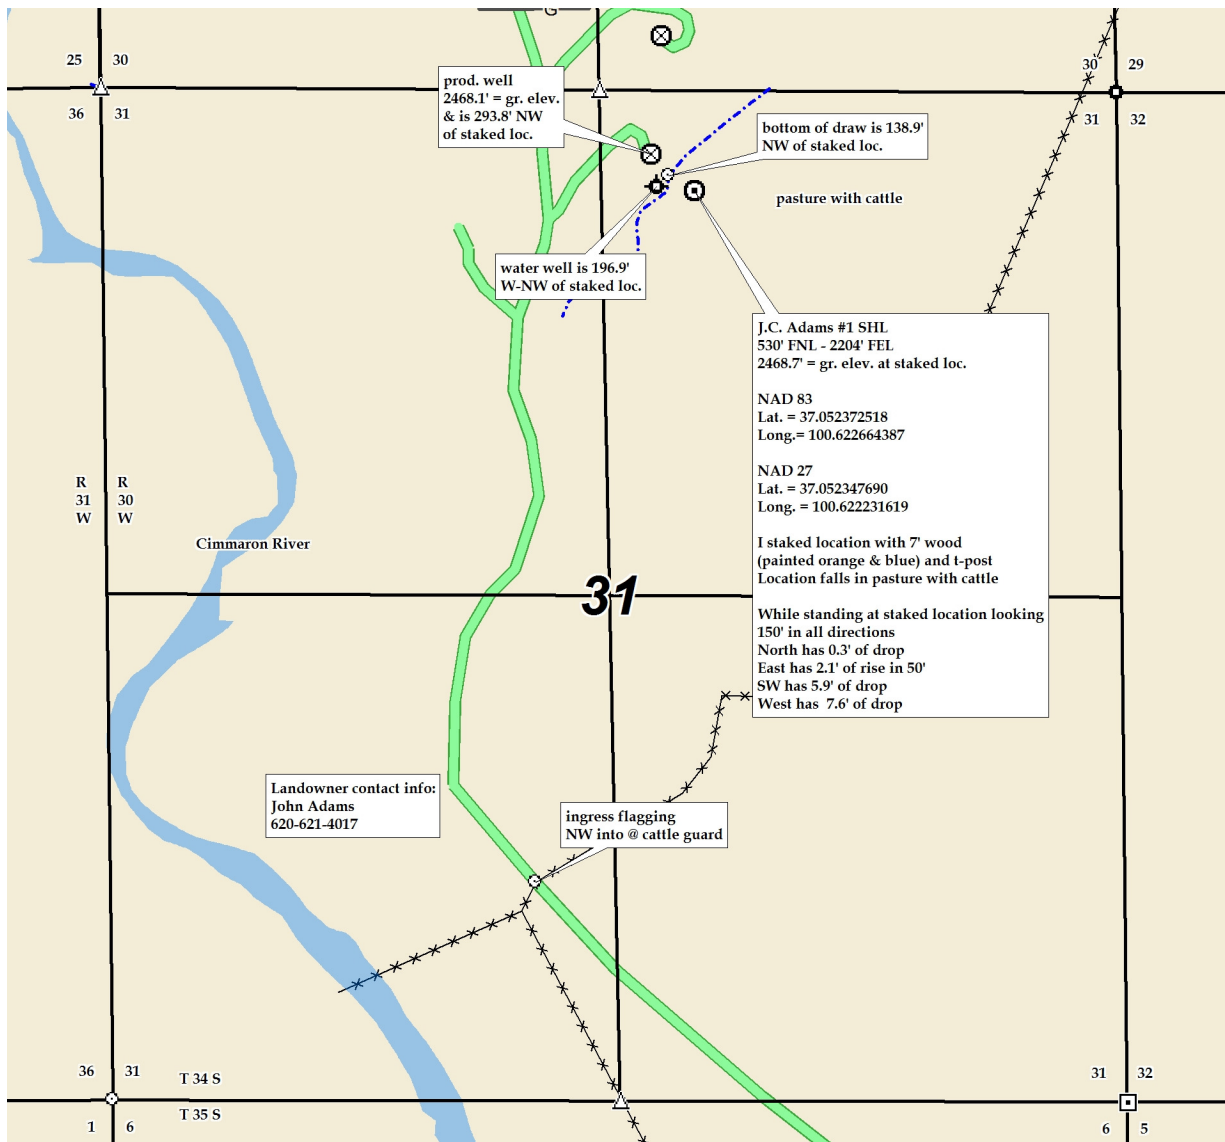 G
25 30
30 29
36 31
31 32
prod. well
2468.1' = gr. elev.
& is 293.8' NW
of staked loc.
bottom of draw is 138.9'
NW of staked loc.
pasture with cattle
water well is 196.9'
W-NW of staked loc.
J.C. Adams #1 SHL
530' FNL - 2204' FEL
2468.7' = gr. elev. at staked loc.
NAD 83
Lat. = 37.052372518
Long.= 100.622664387
NAD 27
Lat. = 37.052347690
Long. = 100.622231619
I staked location with 7' wood
(painted orange & blue) and t-post
Location falls in pasture with cattle
While standing at staked location looking
150' in all directions
North has 0.3' of drop
East has 2.1' of rise in 50'
SW has 5.9' of drop
West has 7.6' of drop
R R
31 30
W W
Cimmaron River
31
Landowner contact info:
John Adams
620-621-4017
ingress flagging
NW into @ cattle guard
36 31
T 34 S
31 32
T 35 S
1 6
6 5